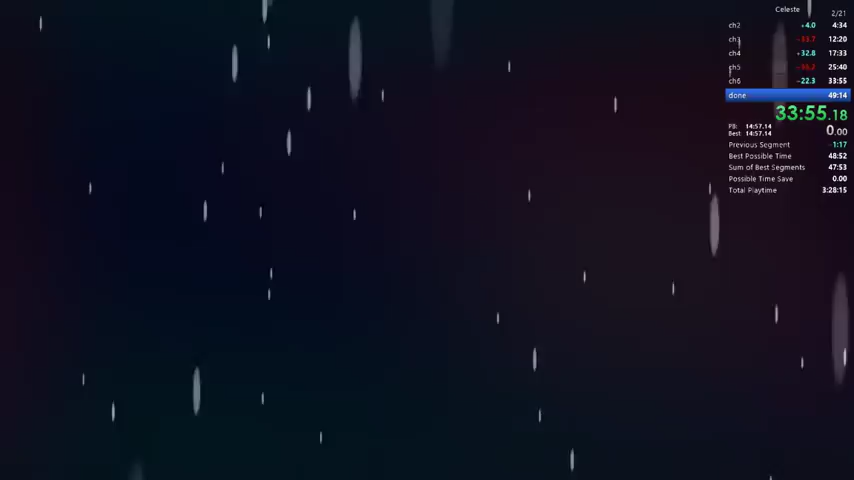 Celeste
2/21
ch2 +4.0 4:34
ch3 -33.7 12:20
ch4 +32.8 17:33
ch5 25:40
ch6 -22.3 33:55
done 49:14
33:55.18
PB: 14:57.14 0.00
Best: 14:57.14
Previous Segment -1:17
Best Possible Time 48:52
Sum of Best Segments 47:53
Possible Time Save 0.00
Total Playtime 3:28:15